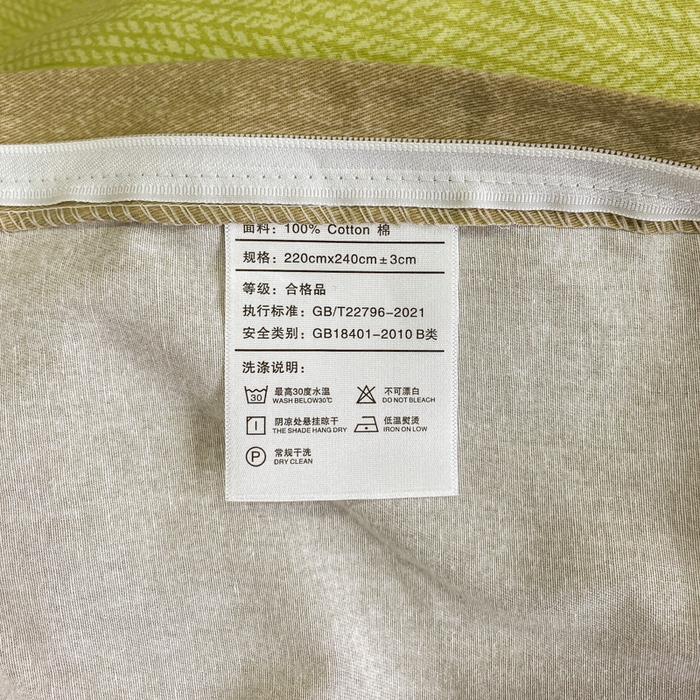 面料: 100% Cotton 棉
规格: 220cmx240cm±3cm
等级: 合格品
执行标准: GB/T22796-2021
安全类别: GB18401-2010 B类
洗涤说明:
30 最高30度水温 不可漂白
WASH BELOW30℃ DO NOT BLEACH
阴凉处悬挂晾干 低温熨烫
THE SHADE HANG DRY IRON ON LOW
P 常规干洗
DRY CLEAN